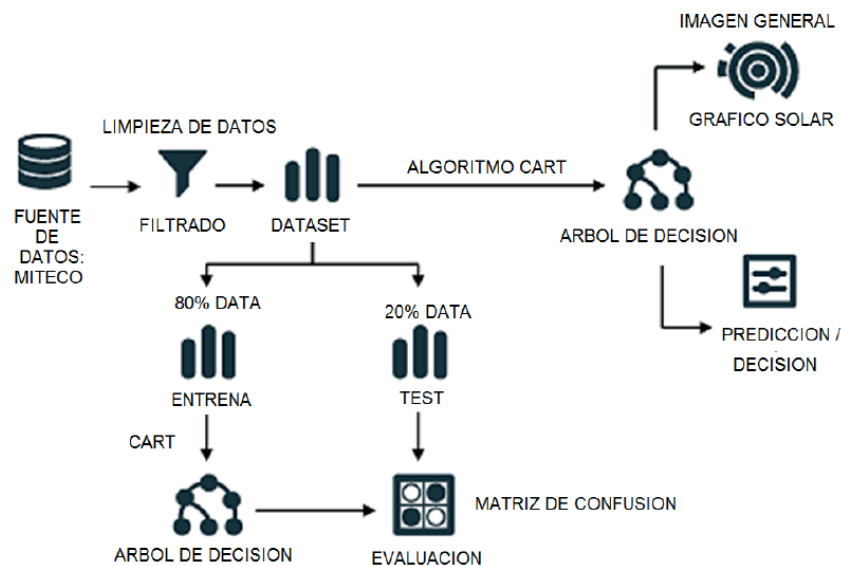 IMAGEN GENERAL
GRAFICO SOLAR
LIMPIEZA DE DATOS
ALGORITMO CART
FUENTE
DE
DATOS:
MITECO
FILTRADO
DATASET
ARBOL DE DECISION
80% DATA
20% DATA
PREDICCION /
DECISION
ENTRENA
TEST
CART
MATRIZ DE CONFUSION
ARBOL DE DECISION
EVALUACION